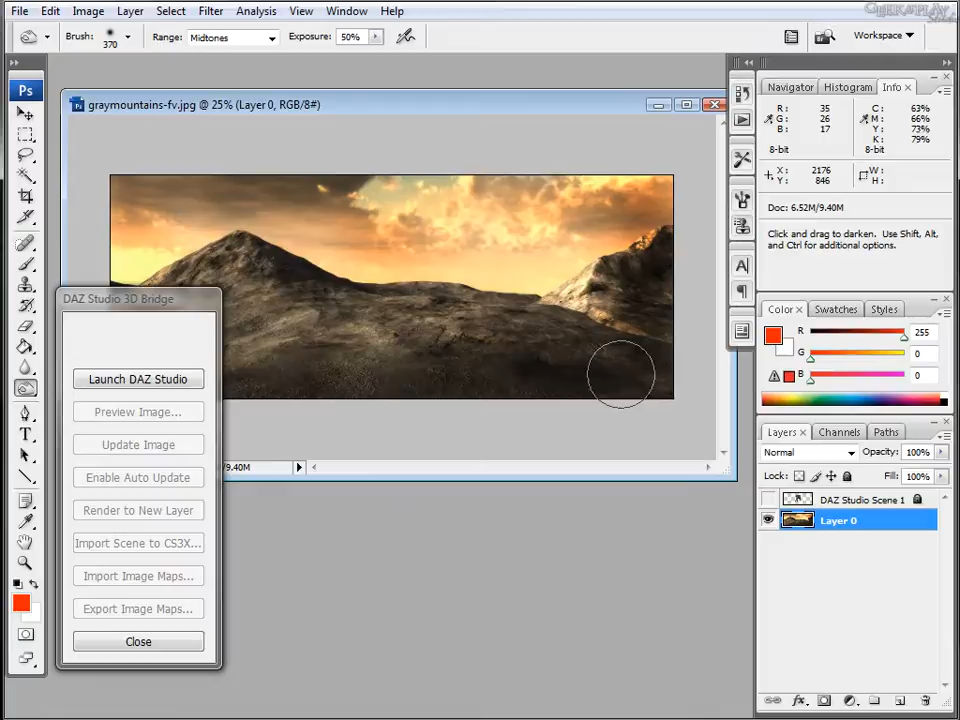 File Edit Image Layer Select Filter Analysis View Window Help
Brush: 370 Range: Midtones Exposure: 50% Workspace
Ps
graymountains-fv.jpg @ 25% (Layer 0, RGB/8#)
Navigator Histogram Info
R: 35 C: 63%
G: 26 M: 66%
B: 17 Y: 73%
K: 79%
8-bit 8-bit
X: 2176 W:
Y: 846 H:
Doc: 6.52M/9.40M
Click and drag to darken. Use Shift, Alt,
and Ctrl for additional options.
DAZ Studio 3D Bridge
Launch DAZ Studio
Preview Image...
Update Image
Enable Auto Update
Render to New Layer
Import Scene to CS3X...
Import Image Maps...
Export Image Maps...
Close
/9.40M
Color Swatches Styles
R 255
G 0
B 0
Layers Channels Paths
Normal Opacity: 100%
Lock: Fill: 100%
DAZ Studio Scene 1
Layer 0
A
T